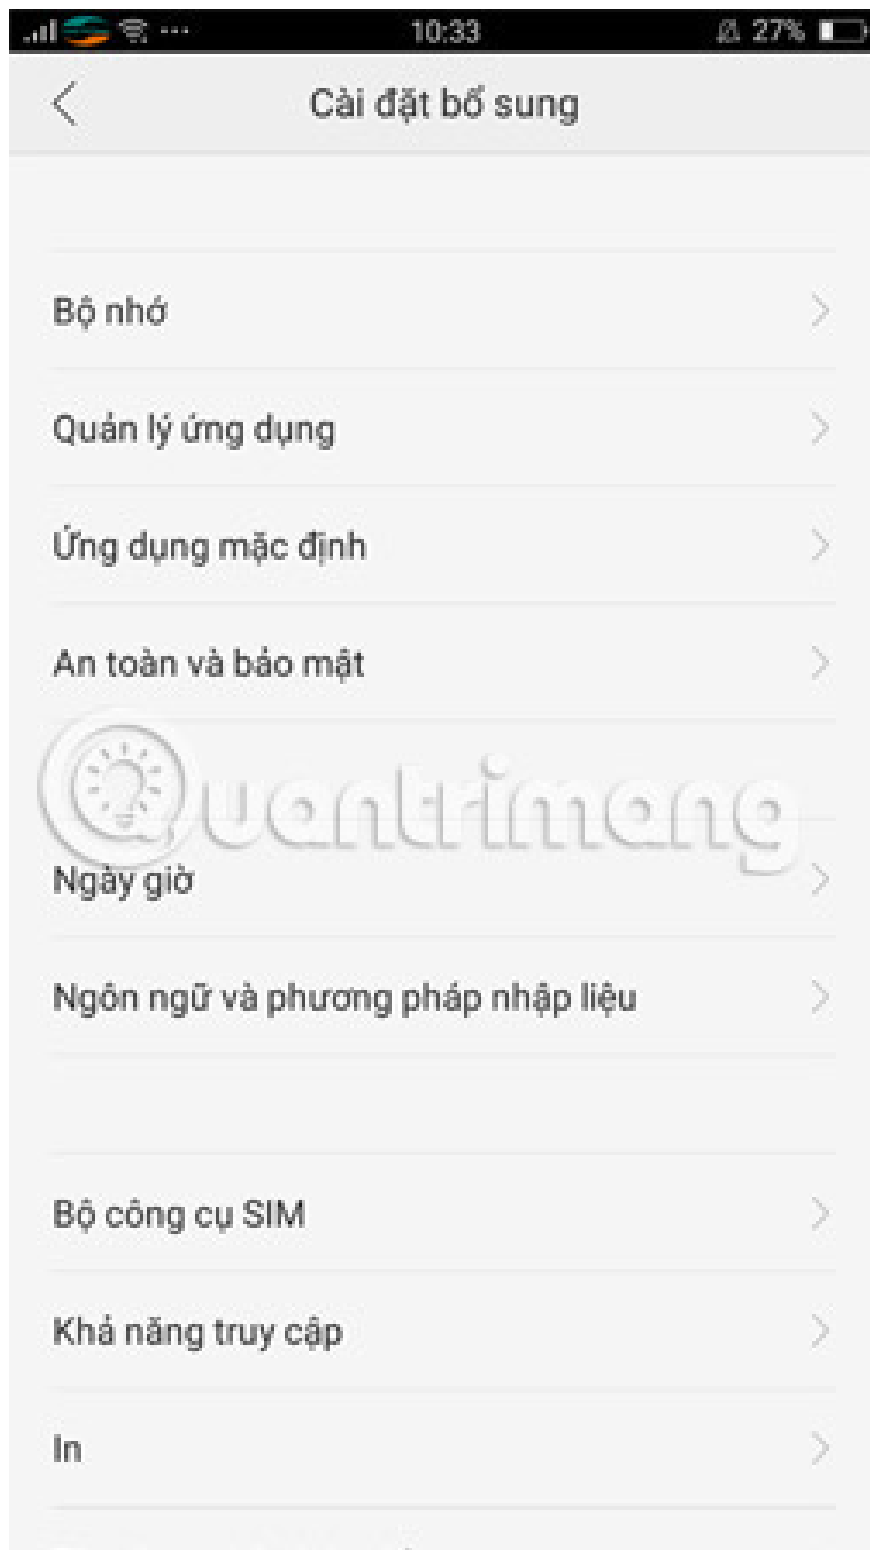 10:33
27%
Cài đặt bổ sung
Bộ nhớ
Quản lý ứng dụng
Ứng dụng mặc định
An toàn và bảo mật
Quantrimang
Ngày giờ
Ngôn ngữ và phương pháp nhập liệu
Bộ công cụ SIM
Khả năng truy cập
In